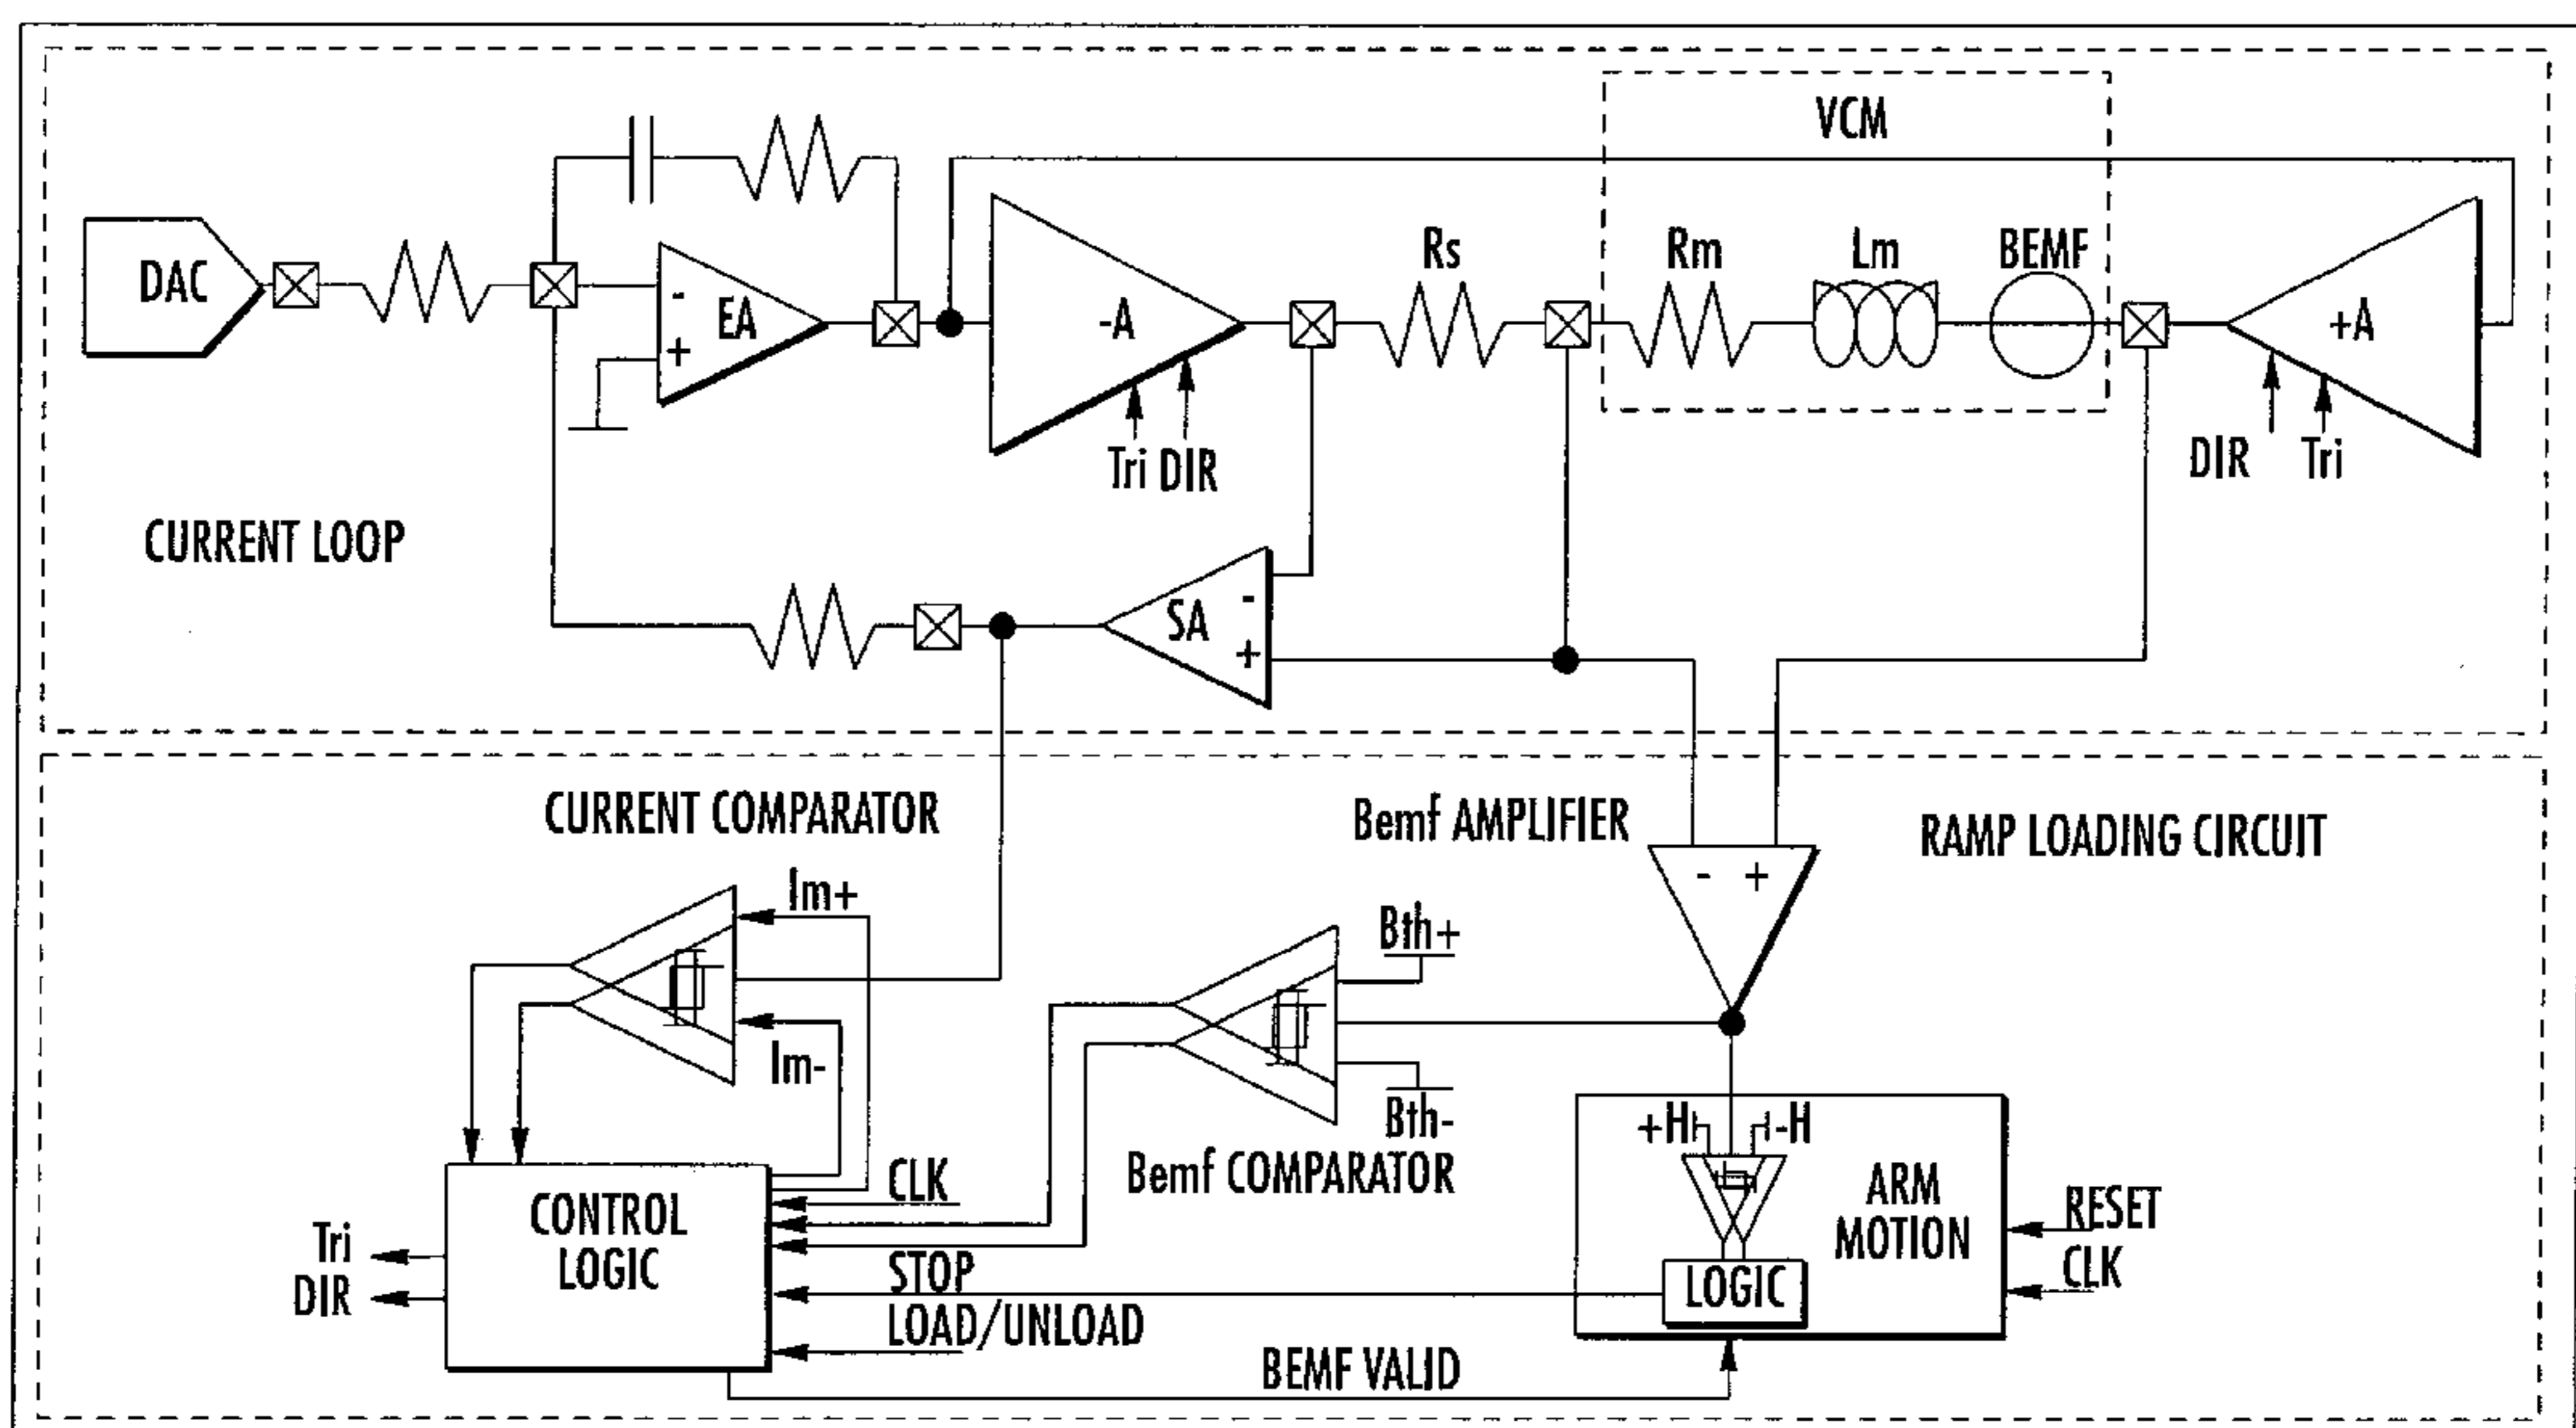 VCM
DAC
-
+
EA
-A
Rs
Rm
Lm
BEMF
+A
Tri DIR
DIR
Tri
CURRENT LOOP
SA
-
+
CURRENT COMPARATOR
Bemf AMPLIFIER
RAMP LOADING CIRCUIT
- +
Im+
Im-
Bth+
Bth-
Bemf COMPARATOR
+H
-H
ARM
MOTION
LOGIC
RESET
CLK
CONTROL
LOGIC
CLK
STOP
LOAD/UNLOAD
BEMF VALID
Tri
DIR